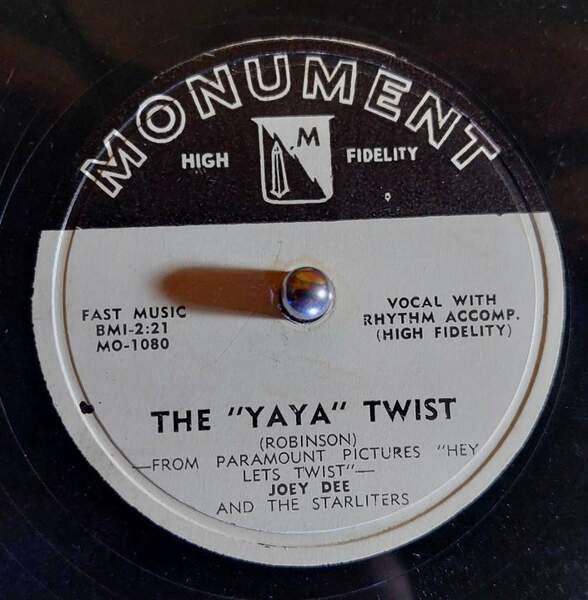 MONUMENT
M
HIGH FIDELITY
FAST MUSIC
BMI-2:21
MO-1080
VOCAL WITH
RHYTHM ACCOMP.
(HIGH FIDELITY)
THE "YAYA" TWIST
(ROBINSON)
—FROM PARAMOUNT PICTURES "HEY
LETS TWIST"—
JOEY DEE
AND THE STARLITERS